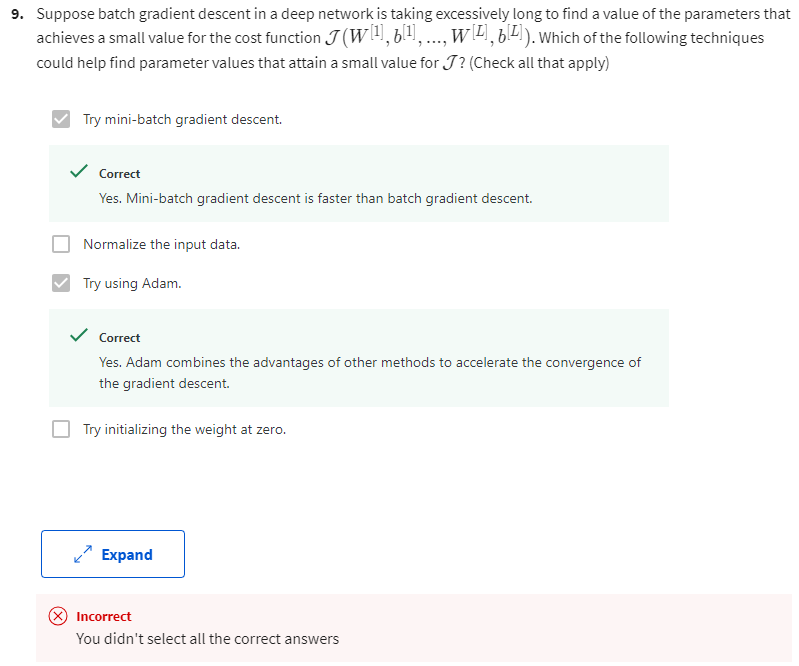 9. Suppose batch gradient descent in a deep network is taking excessively long to find a value of the parameters that
achieves a small value for the cost function 𝒥(W^[1], b^[1], ..., W^[L], b^[L]). Which of the following techniques
could help find parameter values that attain a small value for 𝒥? (Check all that apply)
Try mini-batch gradient descent.
Correct
Yes. Mini-batch gradient descent is faster than batch gradient descent.
Normalize the input data.
Try using Adam.
Correct
Yes. Adam combines the advantages of other methods to accelerate the convergence of
the gradient descent.
Try initializing the weight at zero.
Expand
Incorrect
You didn't select all the correct answers